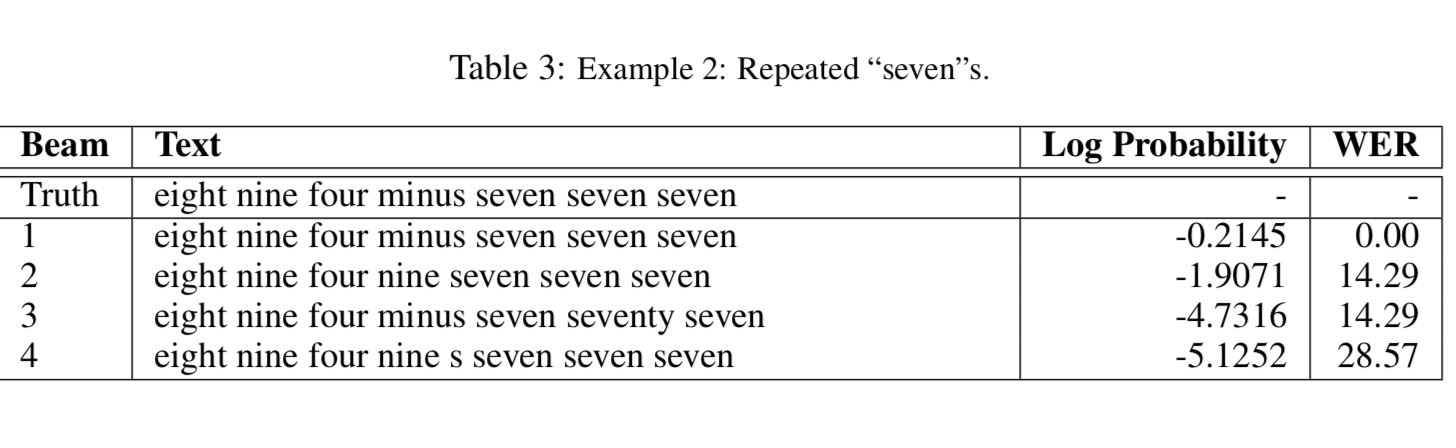 Table 3: Example 2: Repeated “seven”s.
Beam Text Log Probability WER
Truth eight nine four minus seven seven seven - -
1 eight nine four minus seven seven seven -0.2145 0.00
2 eight nine four nine seven seven seven -1.9071 14.29
3 eight nine four minus seven seventy seven -4.7316 14.29
4 eight nine four nine s seven seven seven -5.1252 28.57